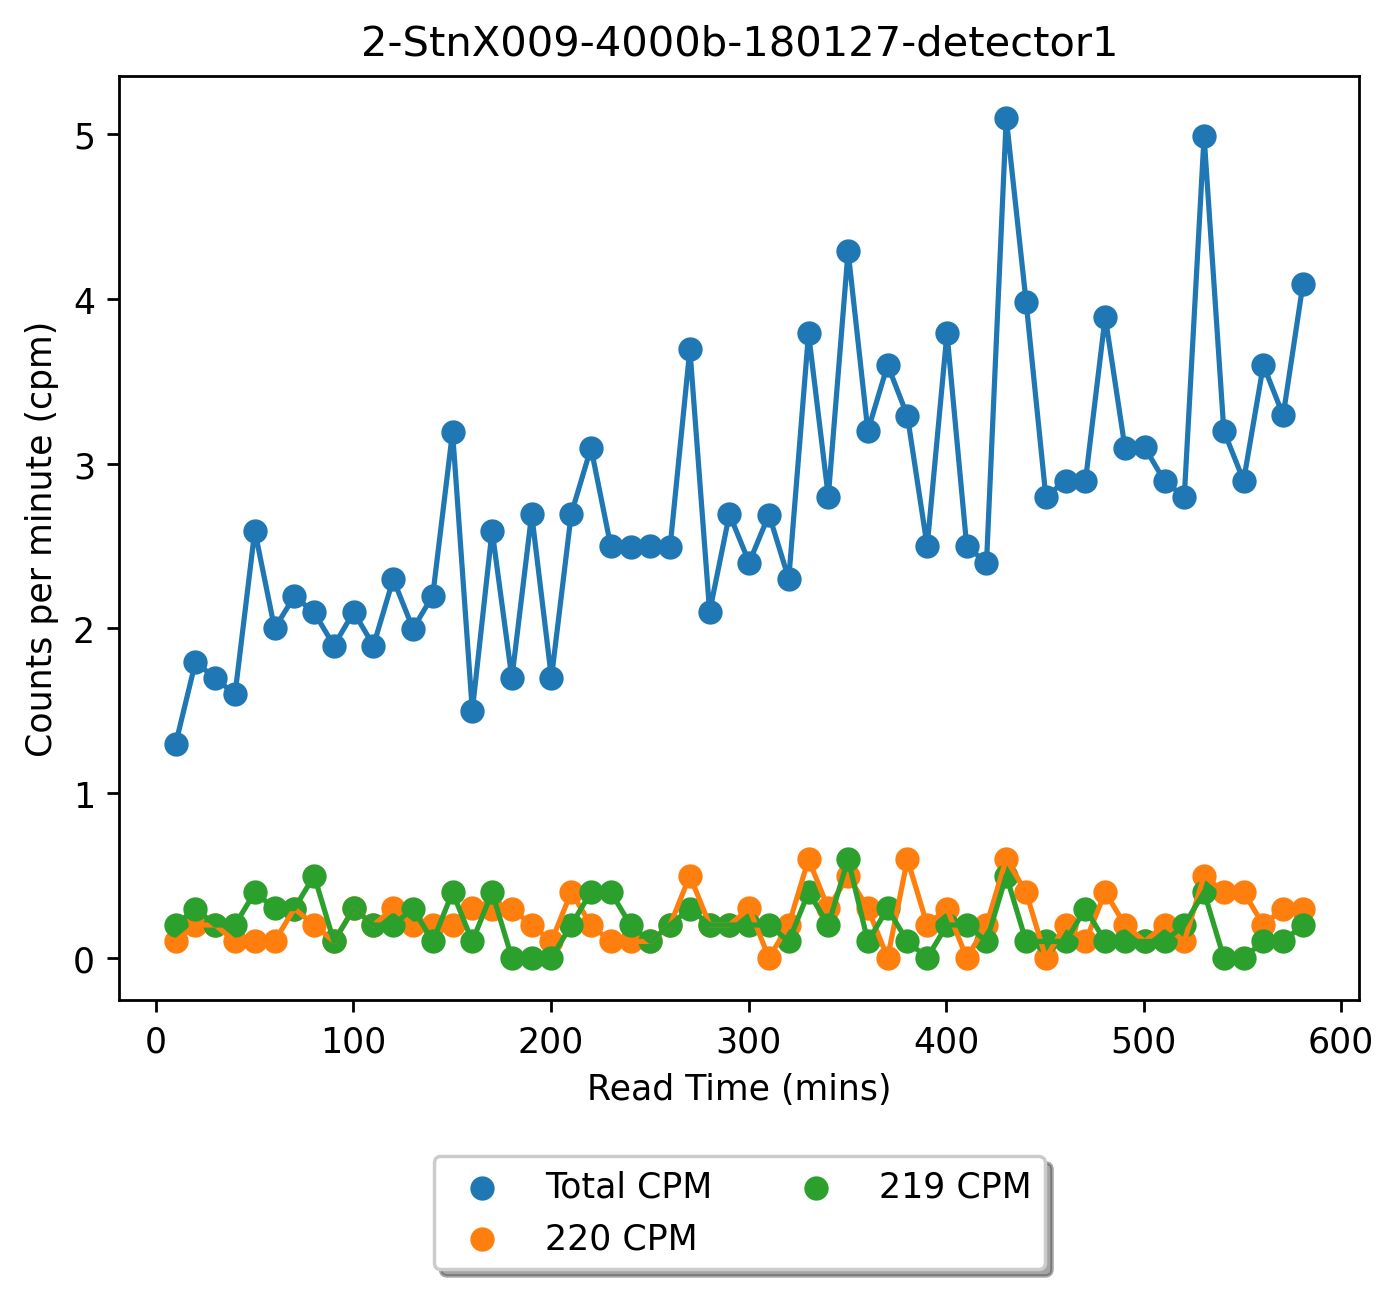 2-StnX009-4000b-180127-detector1
Counts per minute (cpm)
5
4
3
2
1
0
0 100 200 300 400 500 600
Read Time (mins)
Total CPM 219 CPM
220 CPM